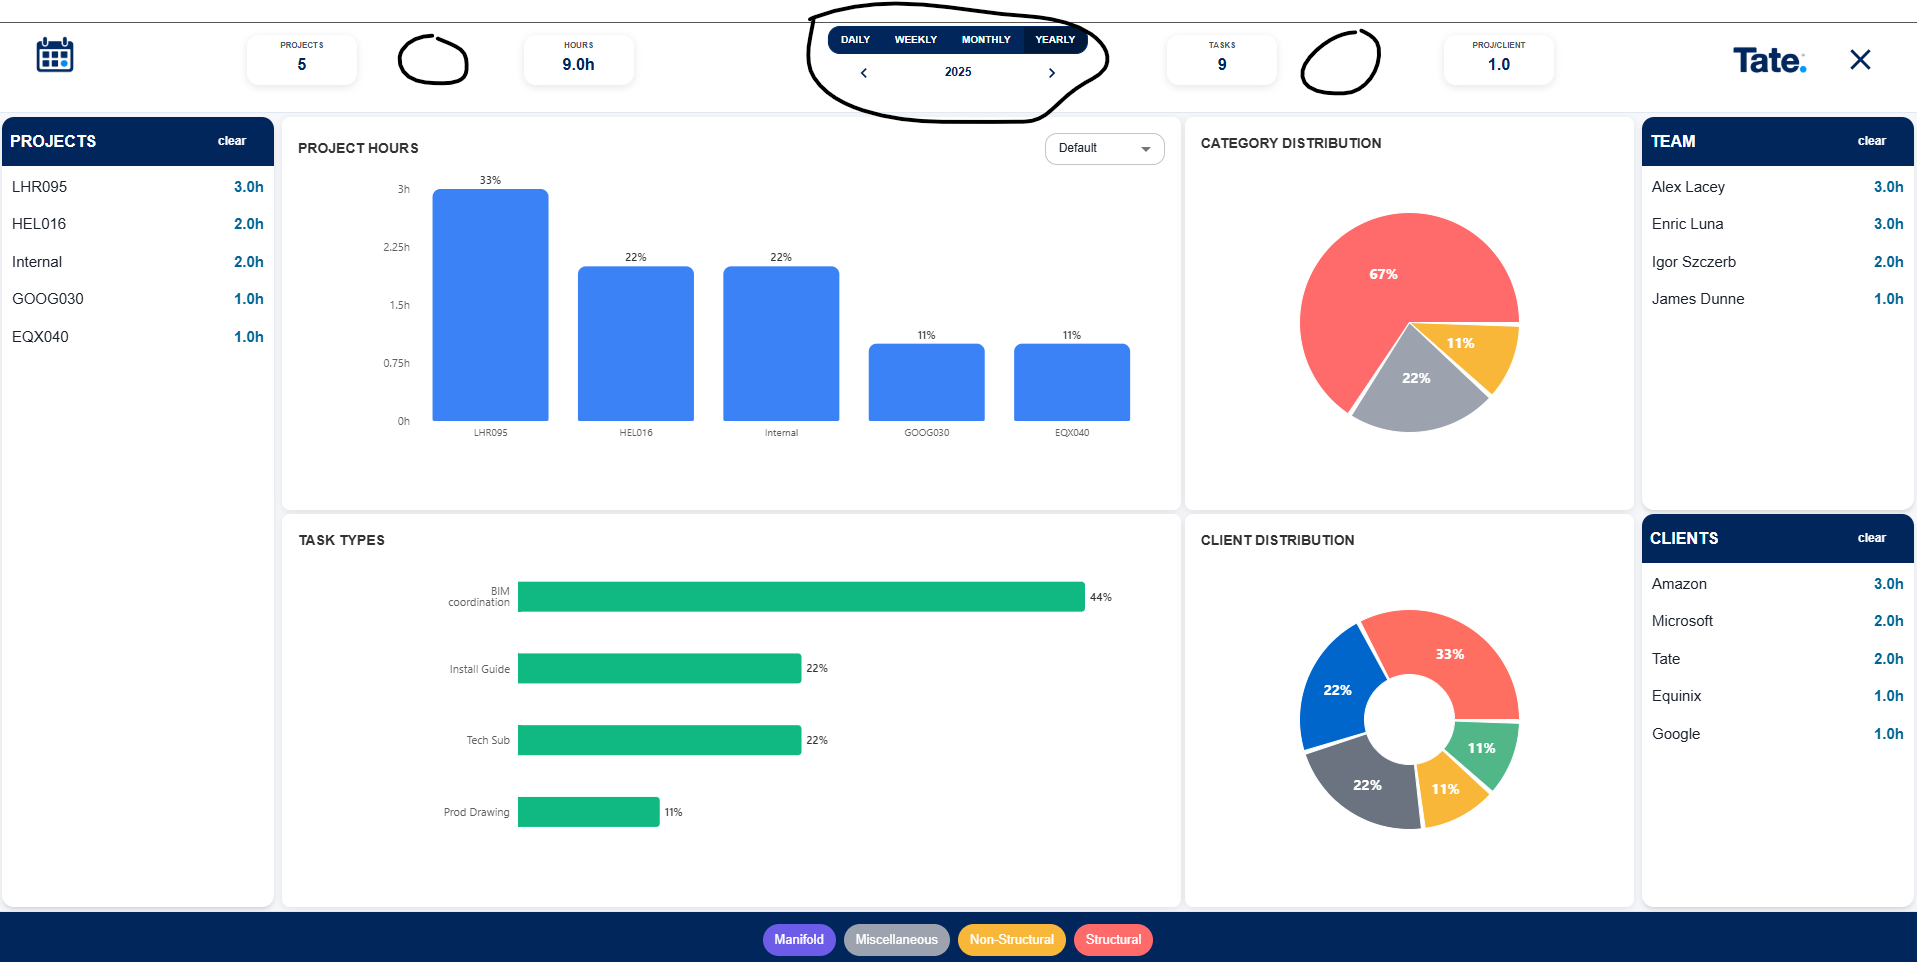 PROJECTS
5
HOURS
9.0h
DAILY WEEKLY MONTHLY YEARLY
2025
TASKS
9
PROJ/CLIENT
1.0
Tate.
PROJECTS clear
LHR095 3.0h
HEL016 2.0h
Internal 2.0h
GOOG030 1.0h
EQX040 1.0h
PROJECT HOURS
Default
3h
2.25h
1.5h
0.75h
0h
33%
22%
22%
11%
11%
LHR095 HEL016 Internal GOOG030 EQX040
CATEGORY DISTRIBUTION
67%
11%
22%
TEAM clear
Alex Lacey 3.0h
Enric Luna 3.0h
Igor Szczerb 2.0h
James Dunne 1.0h
TASK TYPES
BIM
coordination 44%
Install Guide 22%
Tech Sub 22%
Prod Drawing 11%
CLIENT DISTRIBUTION
33%
22%
11%
22%
11%
CLIENTS clear
Amazon 3.0h
Microsoft 2.0h
Tate 2.0h
Equinix 1.0h
Google 1.0h
Manifold Miscellaneous Non-Structural Structural